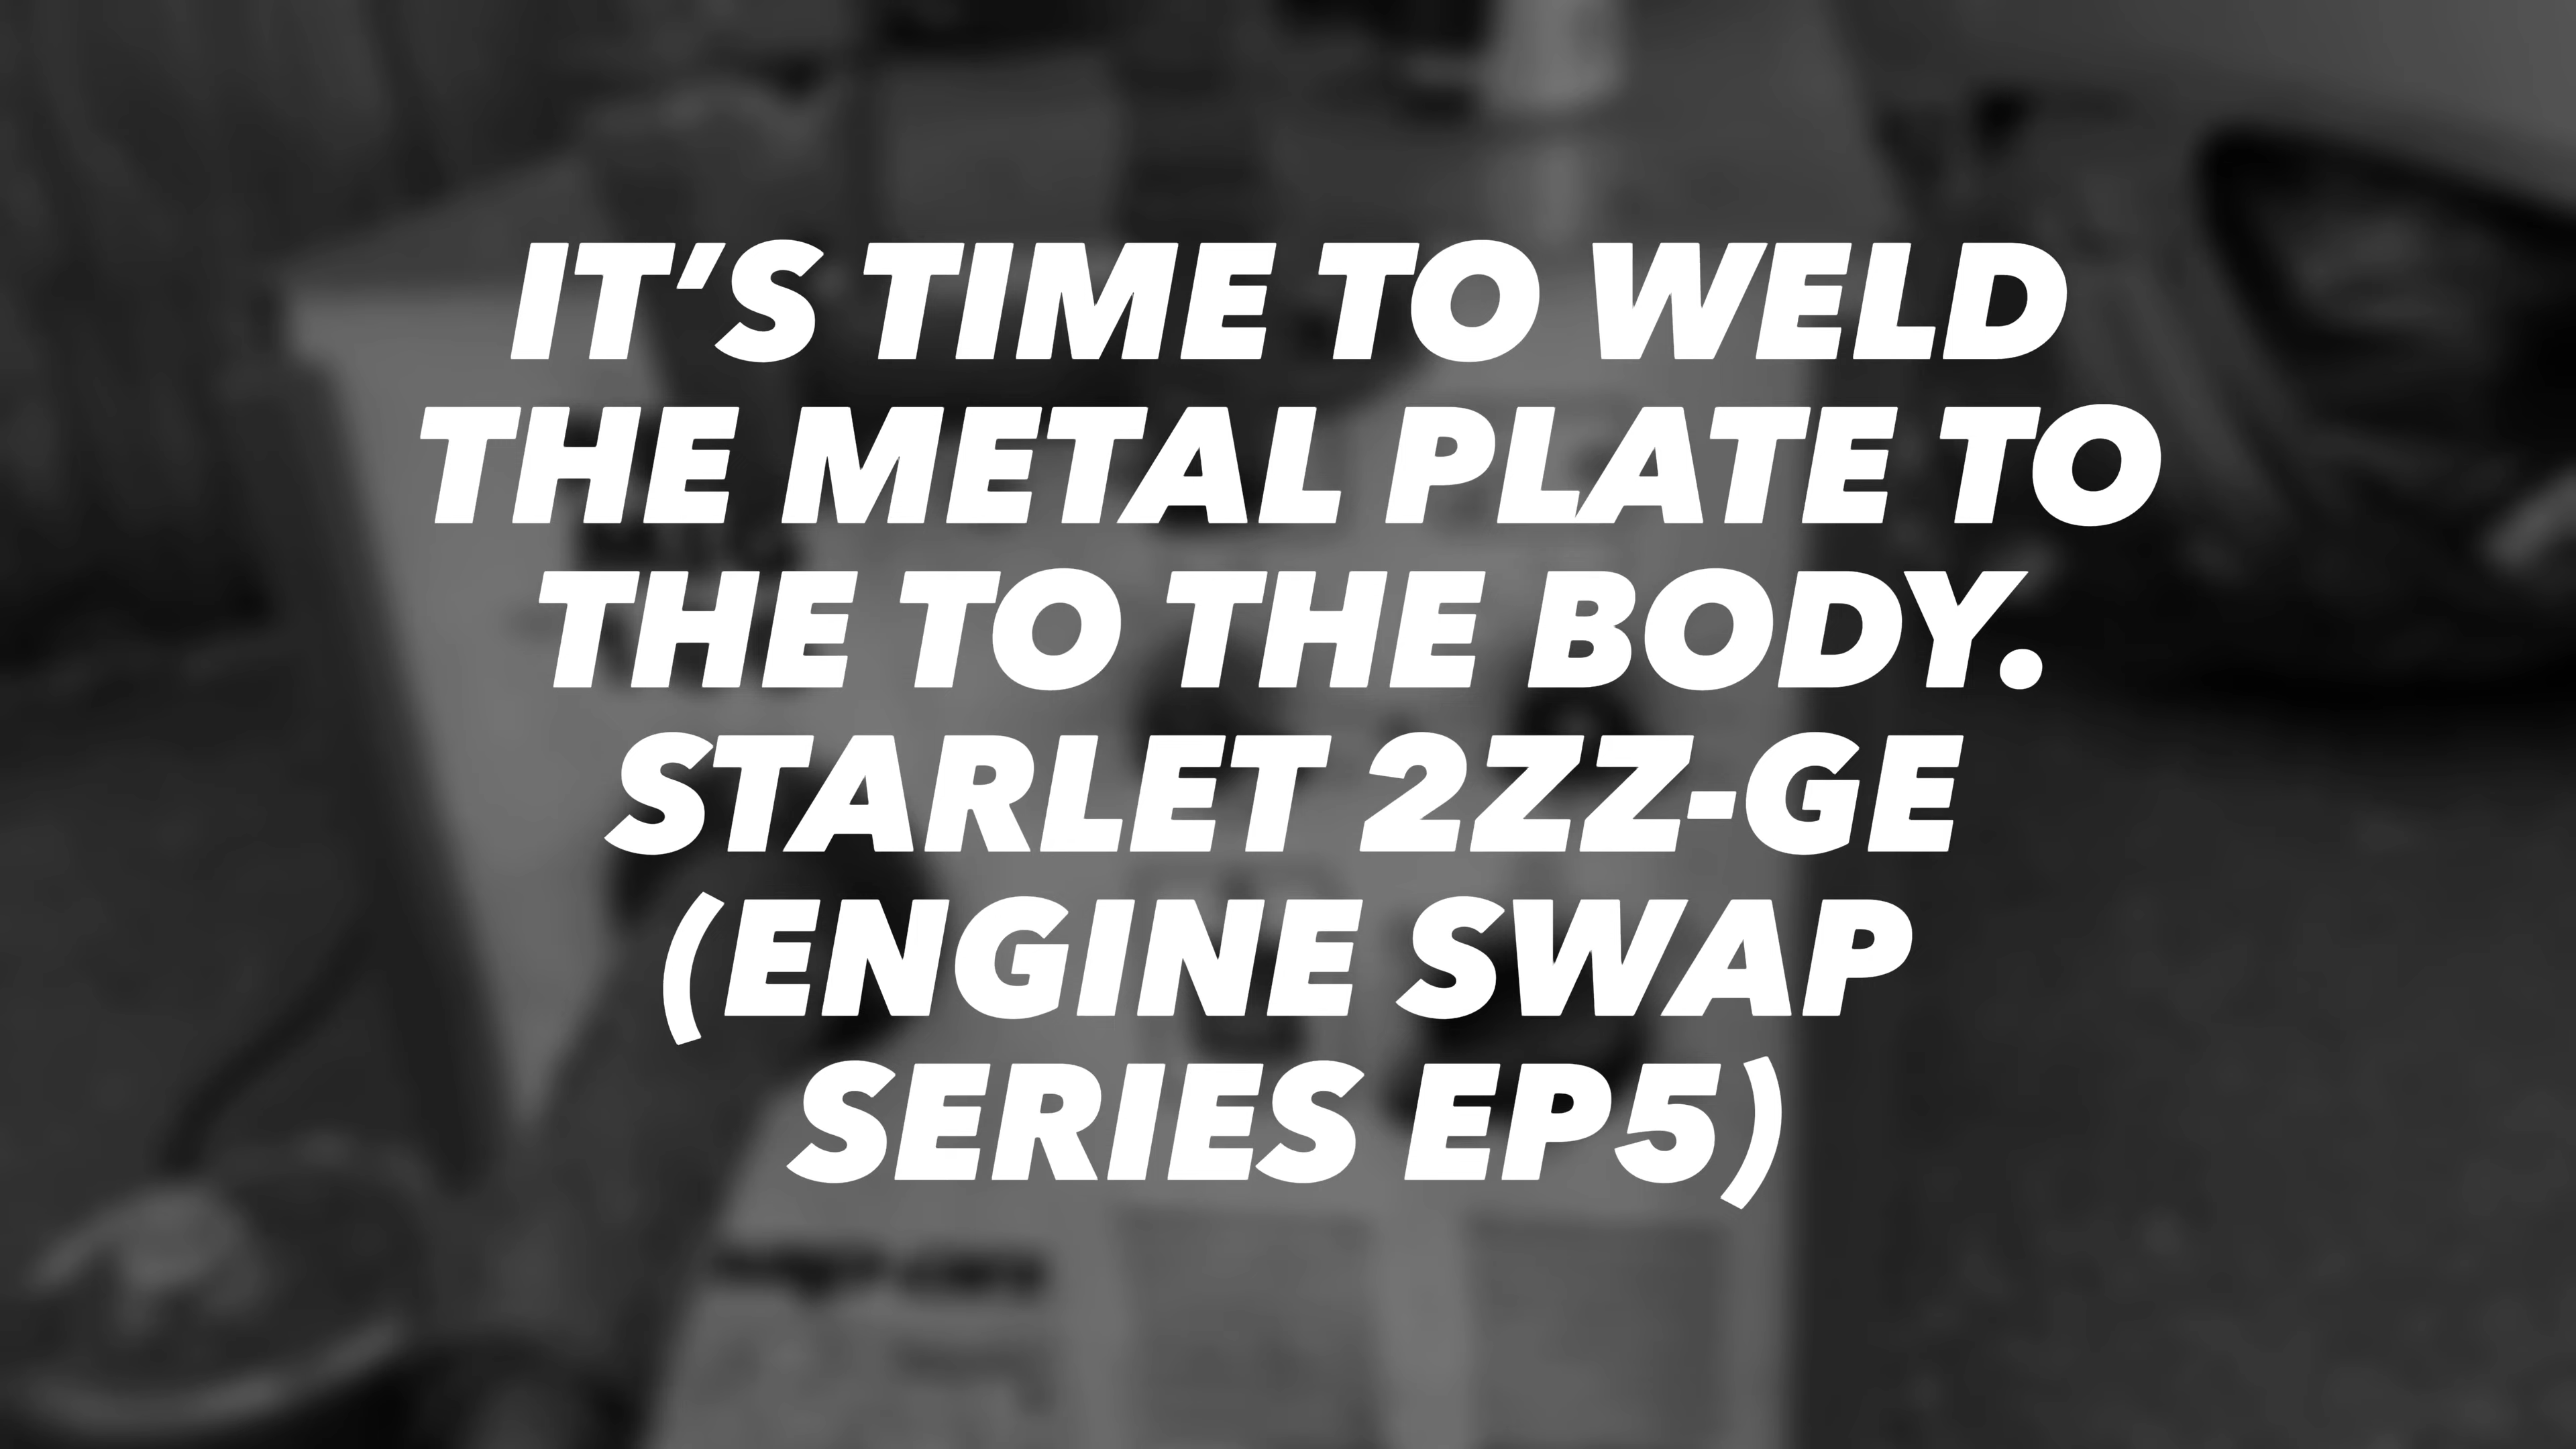 IT’S TIME TO WELD
THE METAL PLATE TO
THE TO THE BODY.
STARLET 2ZZ-GE
(ENGINE SWAP
SERIES EP5)